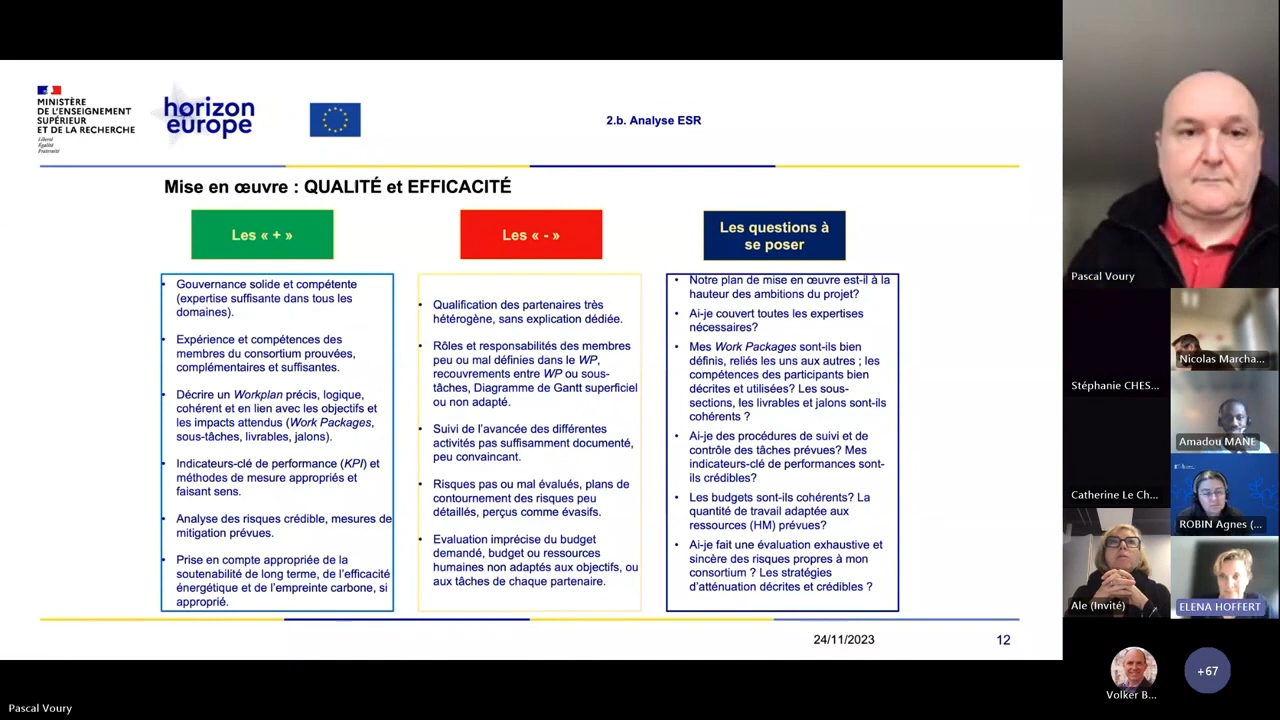 MINISTÈRE
DE L'ENSEIGNEMENT
SUPÉRIEUR
ET DE LA RECHERCHE
Liberté
Égalité
Fraternité
horizon
europe
2.b. Analyse ESR
Mise en œuvre : QUALITÉ et EFFICACITÉ
Les « + »
• Gouvernance solide et compétente
(expertise suffisante dans tous les
domaines).
• Expérience et compétences des
membres du consortium prouvées,
complémentaires et suffisantes.
• Décrire un Workplan précis, logique,
cohérent et en lien avec les objectifs et
les impacts attendus (Work Packages,
sous-tâches, livrables, jalons).
• Indicateurs-clé de performance (KPI) et
méthodes de mesure appropriés et
faisant sens.
• Analyse des risques crédible, mesures de
mitigation prévues.
• Prise en compte appropriée de la
soutenabilité de long terme, de l'efficacité
énergétique et de l'empreinte carbone, si
approprié.
Les « - »
• Qualification des partenaires très
hétérogène, sans explication dédiée.
• Rôles et responsabilités des membres
peu ou mal définies dans le WP,
recouvrements entre WP ou sous-
tâches, Diagramme de Gantt superficiel
ou non adapté.
• Suivi de l'avancée des différentes
activités pas suffisamment documenté,
peu convaincant.
• Risques pas ou mal évalués, plans de
contournement des risques peu
détaillés, perçus comme évasifs.
• Evaluation imprécise du budget
demandé, budget ou ressources
humaines non adaptés aux objectifs, ou
aux tâches de chaque partenaire.
Les questions à
se poser
• Notre plan de mise en œuvre est-il à la
hauteur des ambitions du projet?
• Ai-je couvert toutes les expertises
nécessaires?
• Mes Work Packages sont-ils bien
définis, reliés les uns aux autres ; les
compétences des participants bien
décrites et utilisées? Les sous-
sections, les livrables et jalons sont-ils
cohérents ?
• Ai-je des procédures de suivi et de
contrôle des tâches prévues? Mes
indicateurs-clé de performances sont-
ils crédibles?
• Les budgets sont-ils cohérents? La
quantité de travail adaptée aux
ressources (HM) prévues?
• Ai-je fait une évaluation exhaustive et
sincère des risques propres à mon
consortium ? Les stratégies
d'atténuation décrites et crédibles ?
24/11/2023
12
Pascal Voury
Pascal Voury
Nicolas Marcha...
Stéphanie CHES...
Amadou MANE
Catherine Le Ch...
ROBIN Agnes (...
Ale (Invité)
ELENA HOFFERT
Volker B...
+67